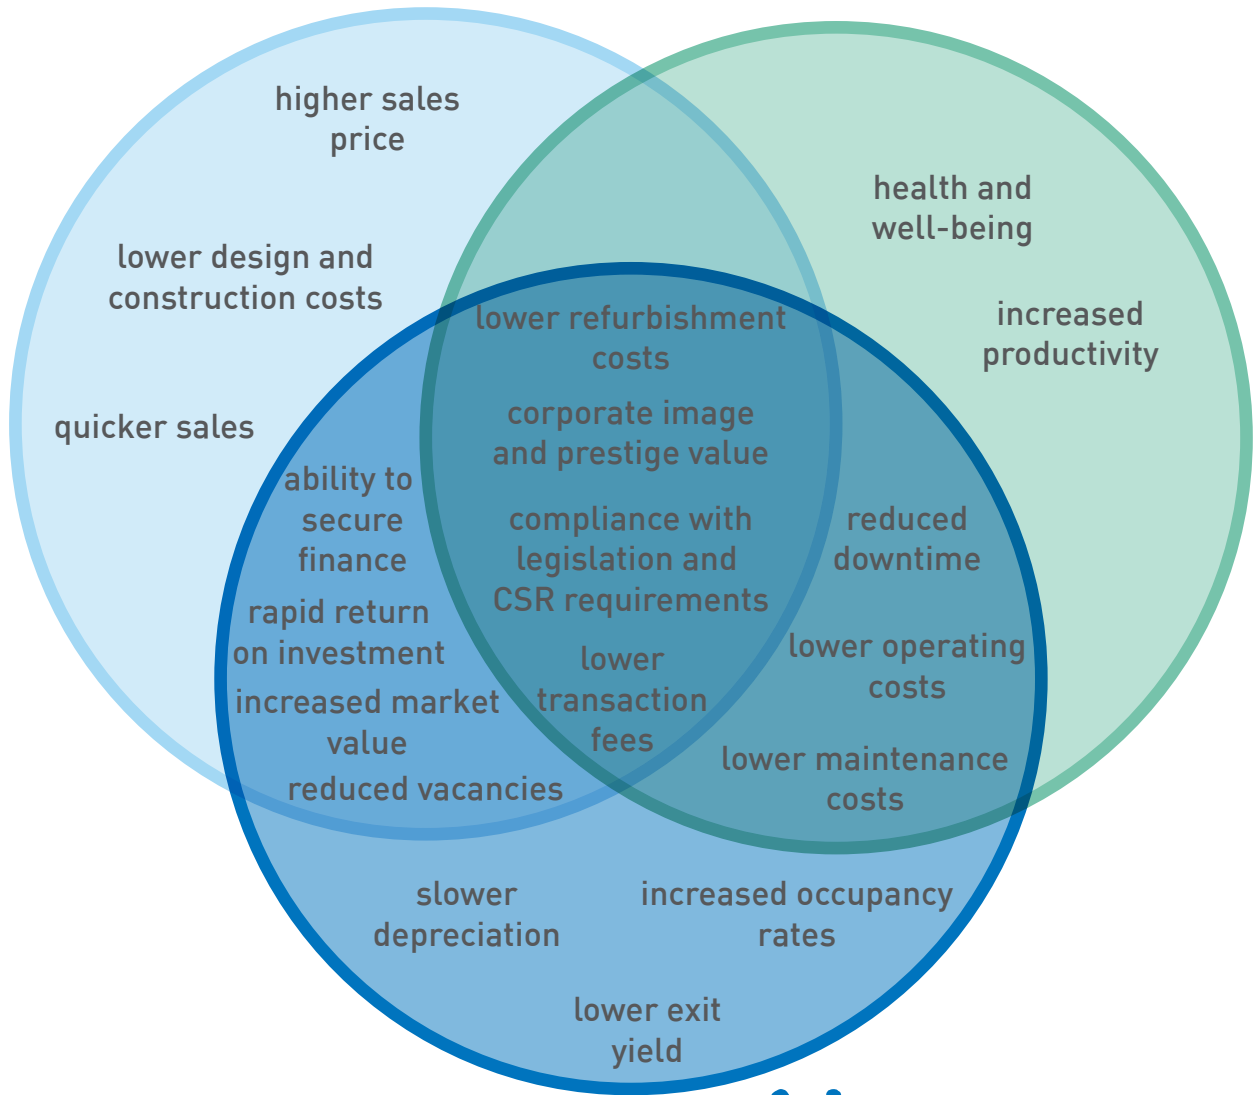 higher sales
price
lower design and
construction costs
quicker sales
health and
well-being
increased
productivity
lower refurbishment
costs
corporate image
and prestige value
compliance with
legislation and
CSR requirements
lower
transaction
fees
ability to
secure
finance
rapid return
on investment
increased market
value
reduced vacancies
reduced
downtime
lower operating
costs
lower maintenance
costs
slower
depreciation
increased occupancy
rates
lower exit
yield